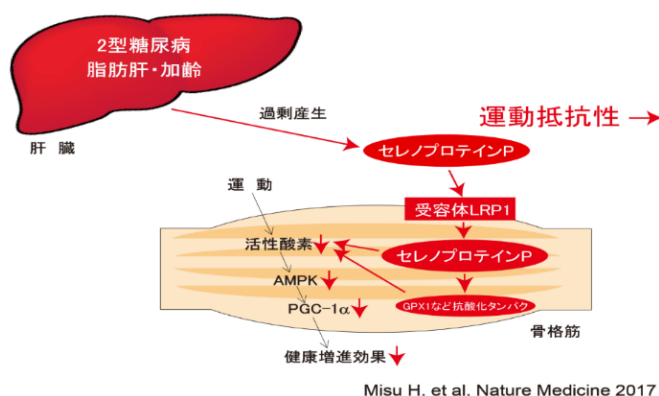 2型糖尿病
脂肪肝・加齢
肝 臓
過剰産生
運動抵抗性→
セレノプロテインP
運 動
受容体LRP1
活性酸素
セレノプロテインP
AMPK
GPX1など抗酸化タンパク
PGC-1α
骨格筋
健康増進効果
Misu H. et al. Nature Medicine 2017